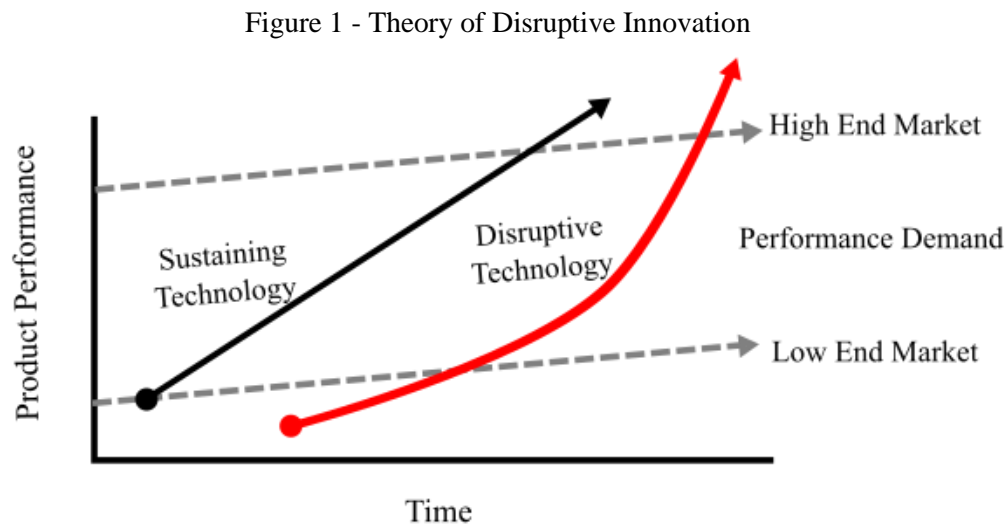 Figure 1 - Theory of Disruptive Innovation
High End Market
Product Performance
Sustaining
Technology
Disruptive
Technology
Performance Demand
Low End Market
Time